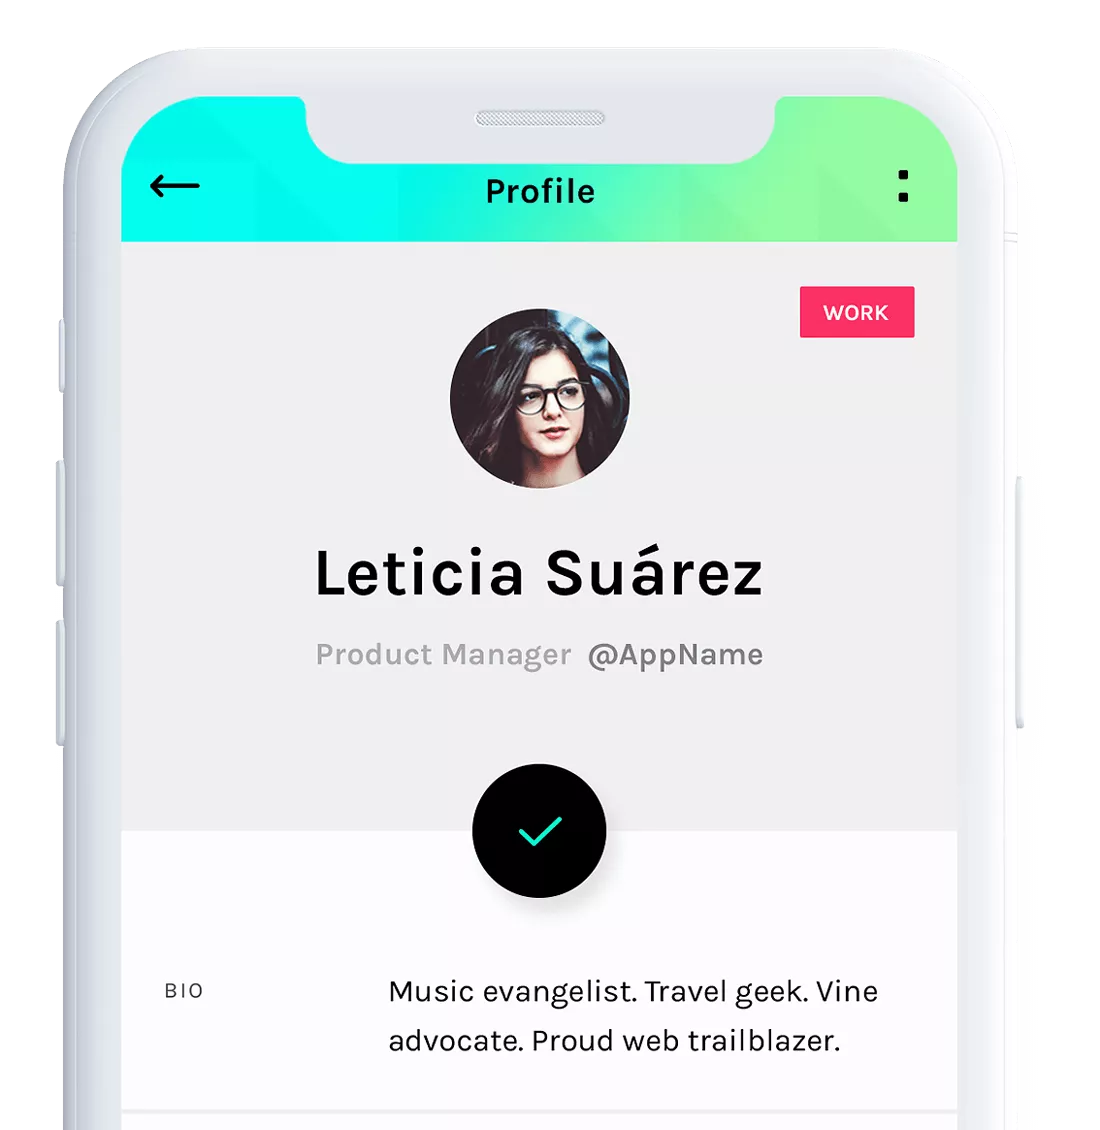 Profile
WORK
Leticia Suárez
Product Manager @AppName
BIO
Music evangelist. Travel geek. Vine
advocate. Proud web trailblazer.